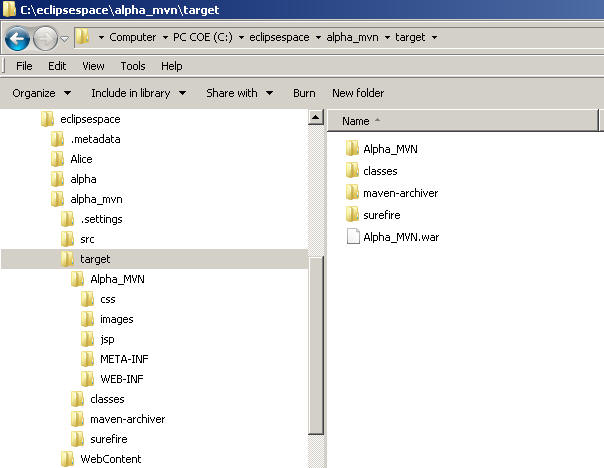 C:\eclipsespace\alpha_mvn\target
Computer PC COE (C:) eclipsespace alpha_mvn target
File Edit View Tools Help
Organize Include in library Share with Burn New folder
eclipsespace
.metadata
Alice
alpha
alpha_mvn
.settings
src
target
Alpha_MVN
css
images
jsp
META-INF
WEB-INF
classes
maven-archiver
surefire
WebContent
Name
Alpha_MVN
classes
maven-archiver
surefire
Alpha_MVN.war